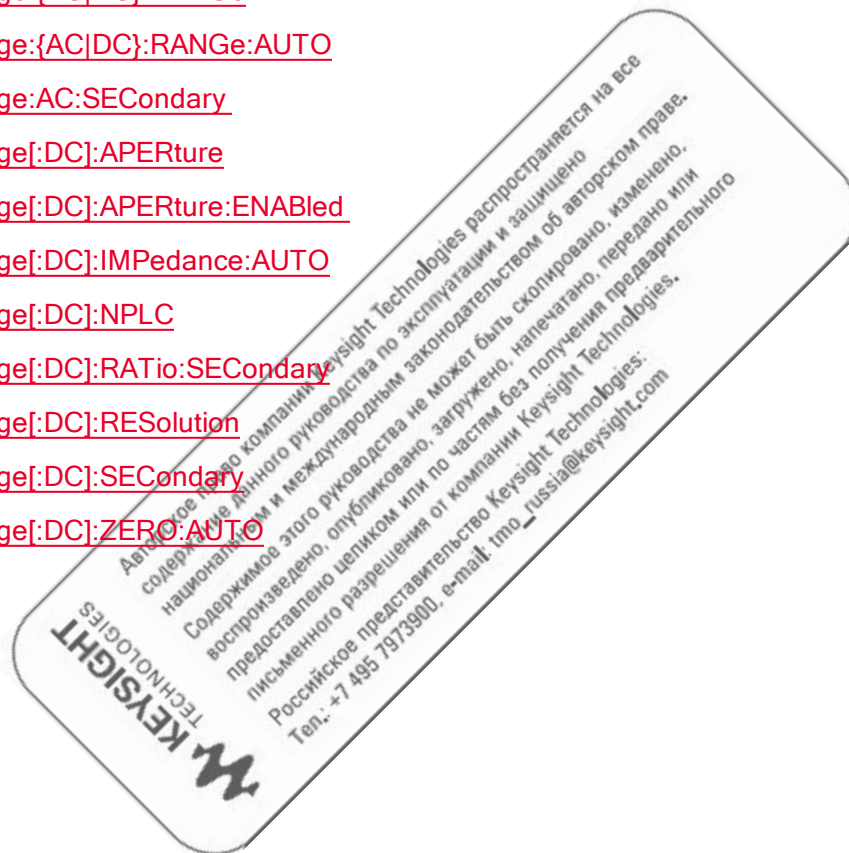 ge:{AC|DC}:RANGe:AUTO
ge:AC:SECondary
ge[:DC]:APERture
ge[:DC]:APERture:ENABled
ge[:DC]:IMPedance:AUTO
ge[:DC]:NPLC
ge[:DC]:RATio:SECondary
ge[:DC]:RESolution
ge[:DC]:SECondary
ge[:DC]:ZERO:AUTO
KEYSIGHT
TECHNOLOGIES
Авторское право компании Keysight Technologies распространяется на все
содержание данного руководства по эксплуатации и защищено
национальным и международным законодательством об авторском праве.
Содержимое этого руководства не может быть скопировано, изменено,
воспроизведено, опубликовано, загружено, напечатано, передано или
предоставлено целиком или по частям без получения предварительного
письменного разрешения от компании Keysight Technologies.
Российское представительство Keysight Technologies:
Тел.: +7 495 7973900, e-mail: tmo_russia@keysight.com